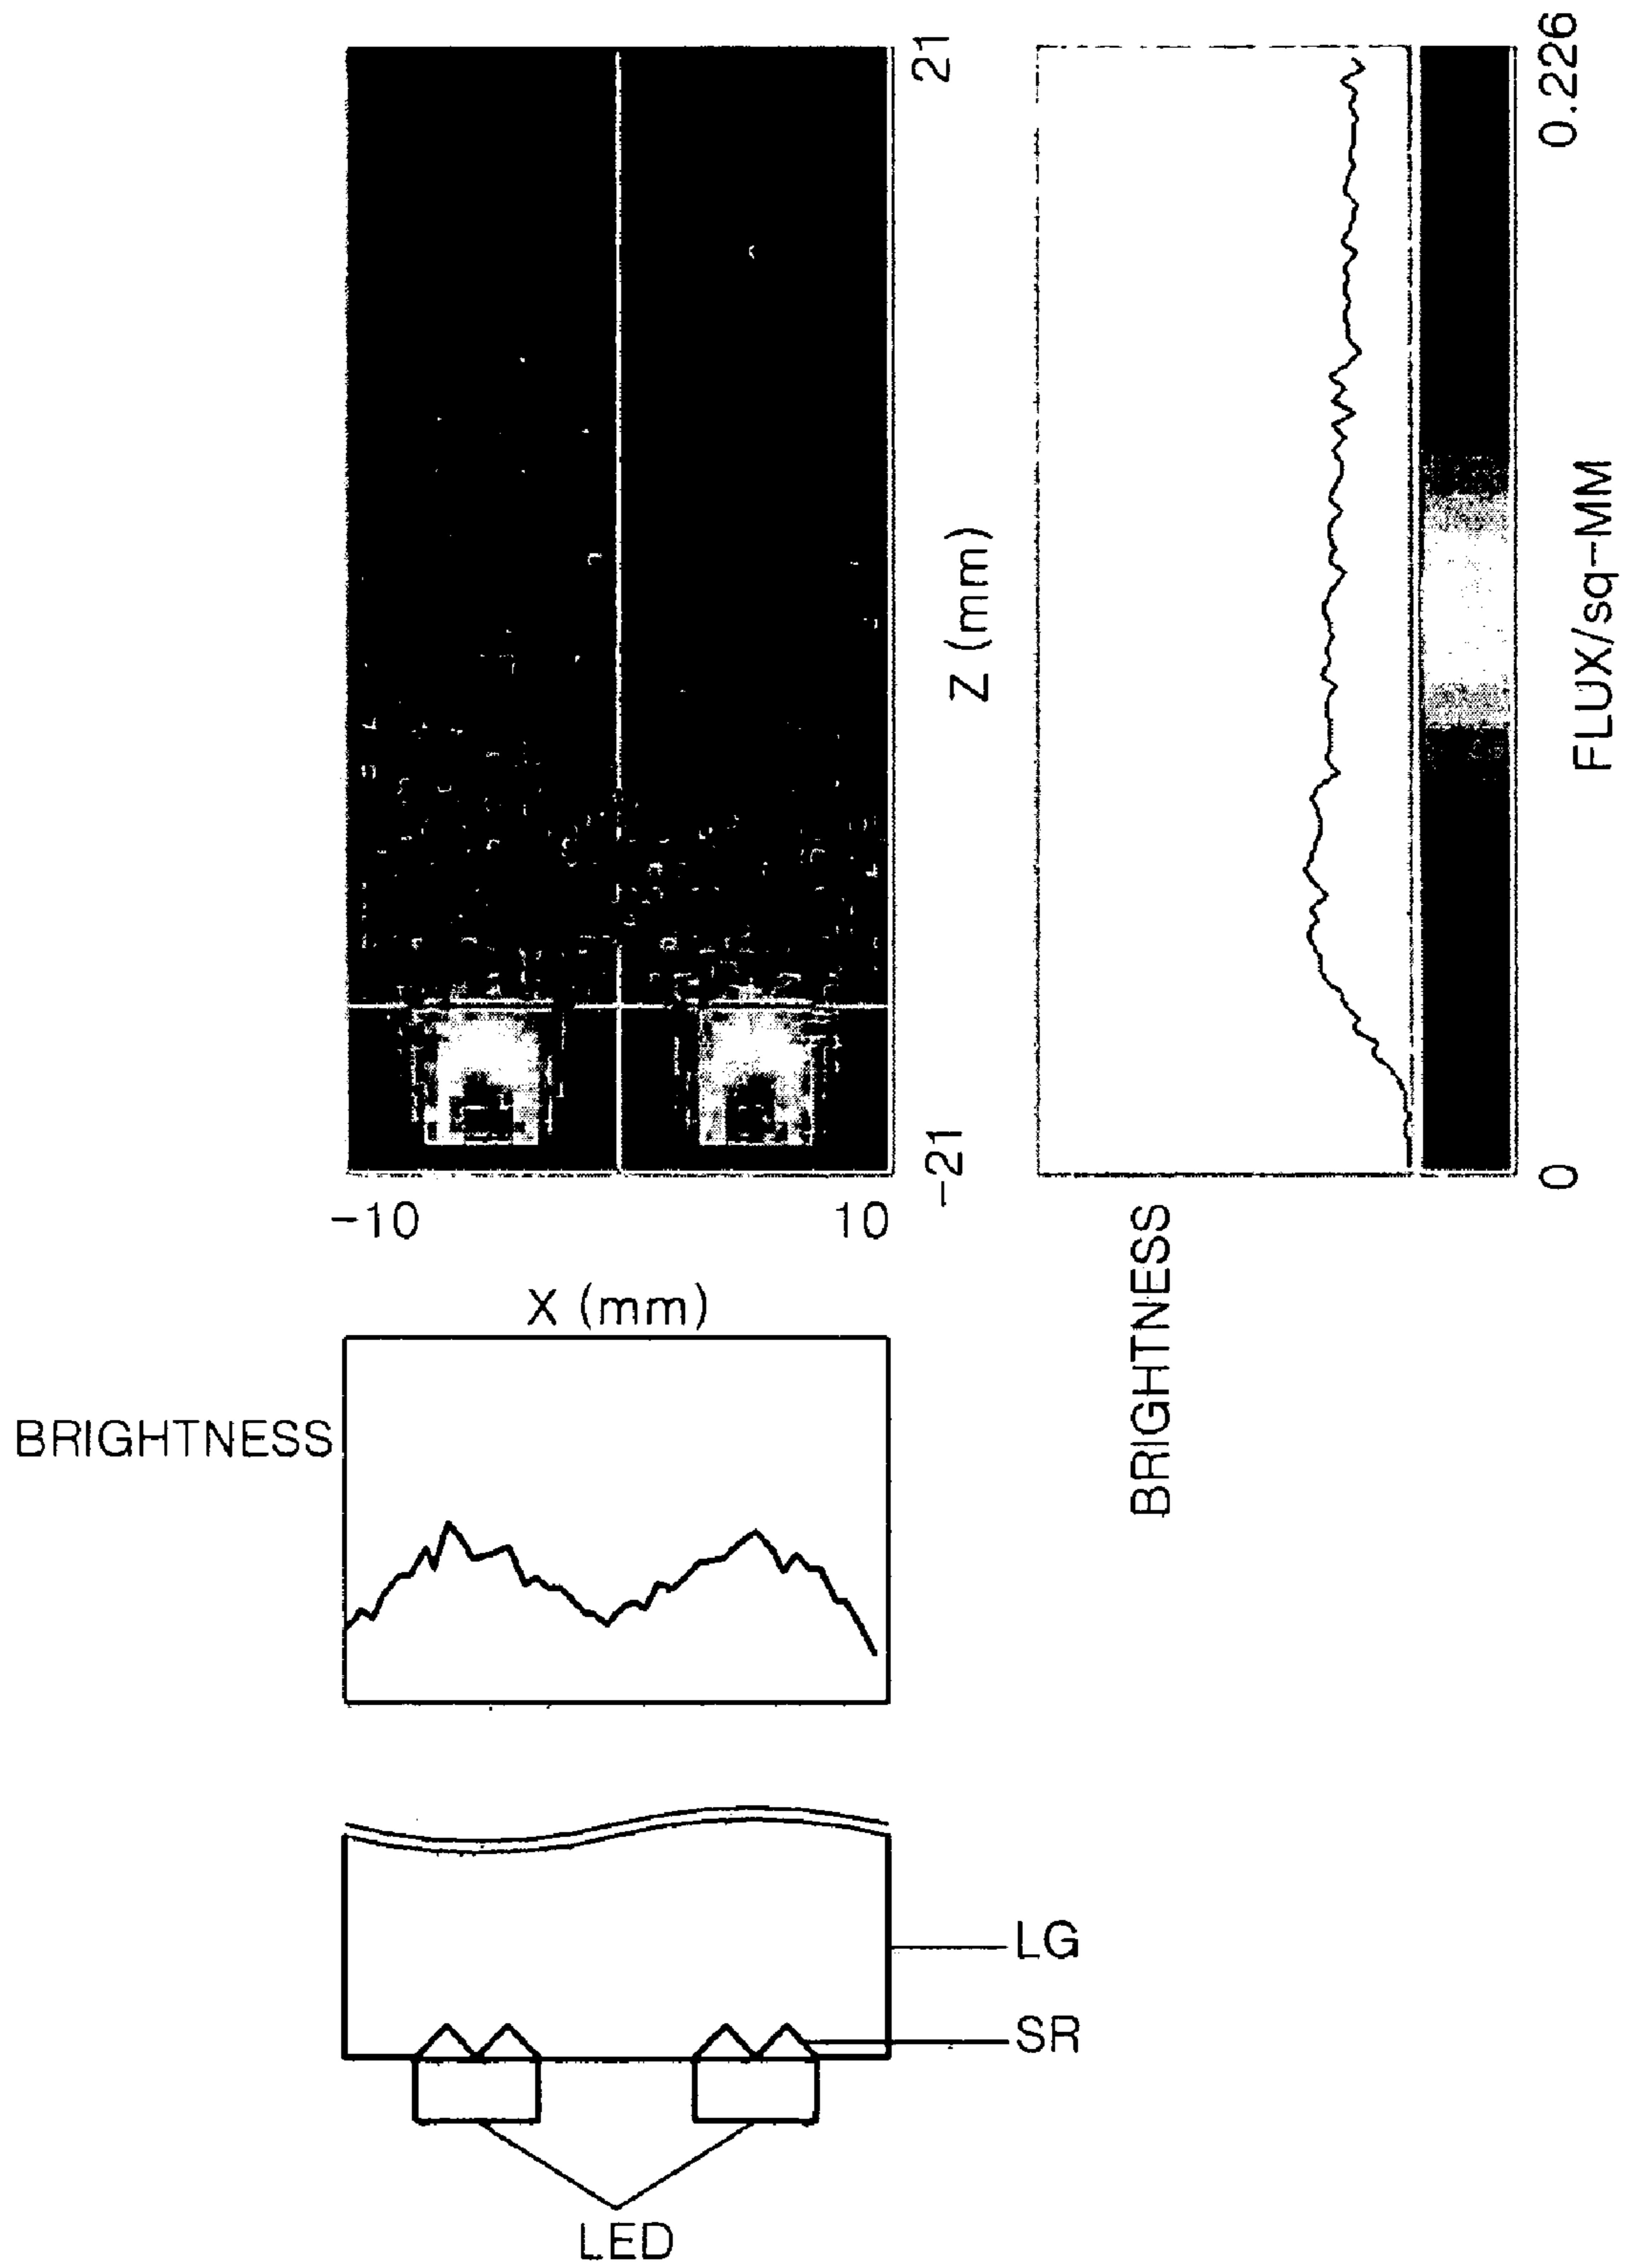 21
0.226
Z (mm)
FLUX/sq-MM
-21
0
-10
10
X (mm)
BRIGHTNESS
BRIGHTNESS
LG
SR
LED